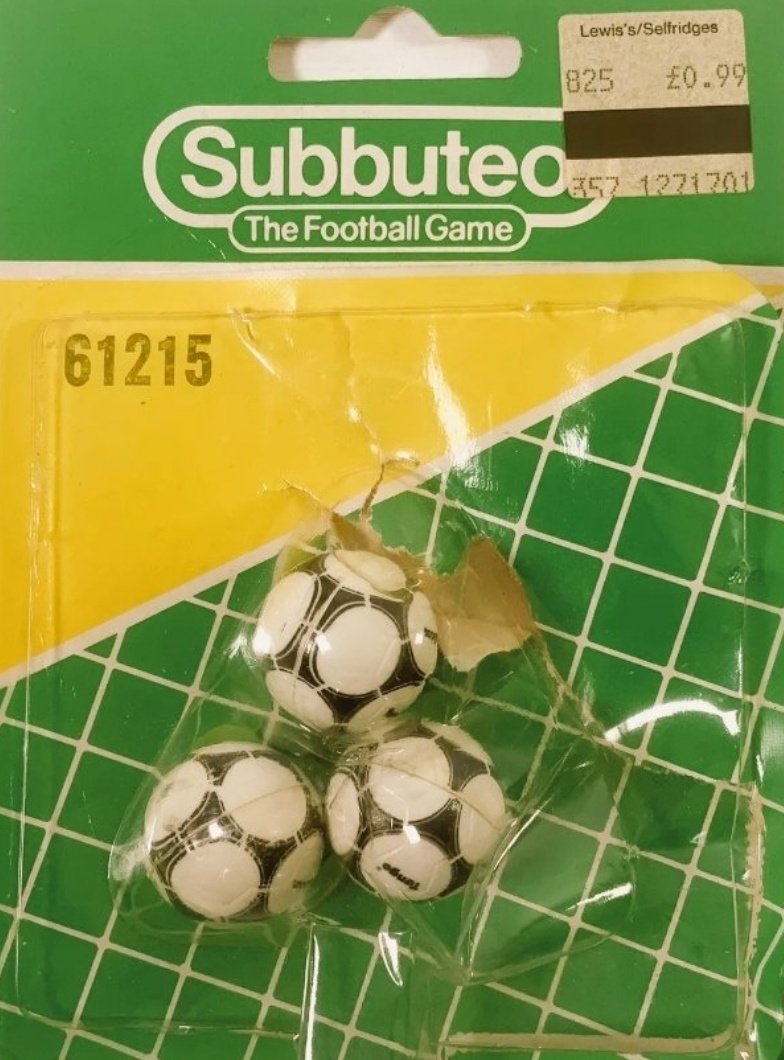 Lewis's/Selfridges
825 £0.99
357 1271701
Subbuteo
The Football Game
61215
Tango